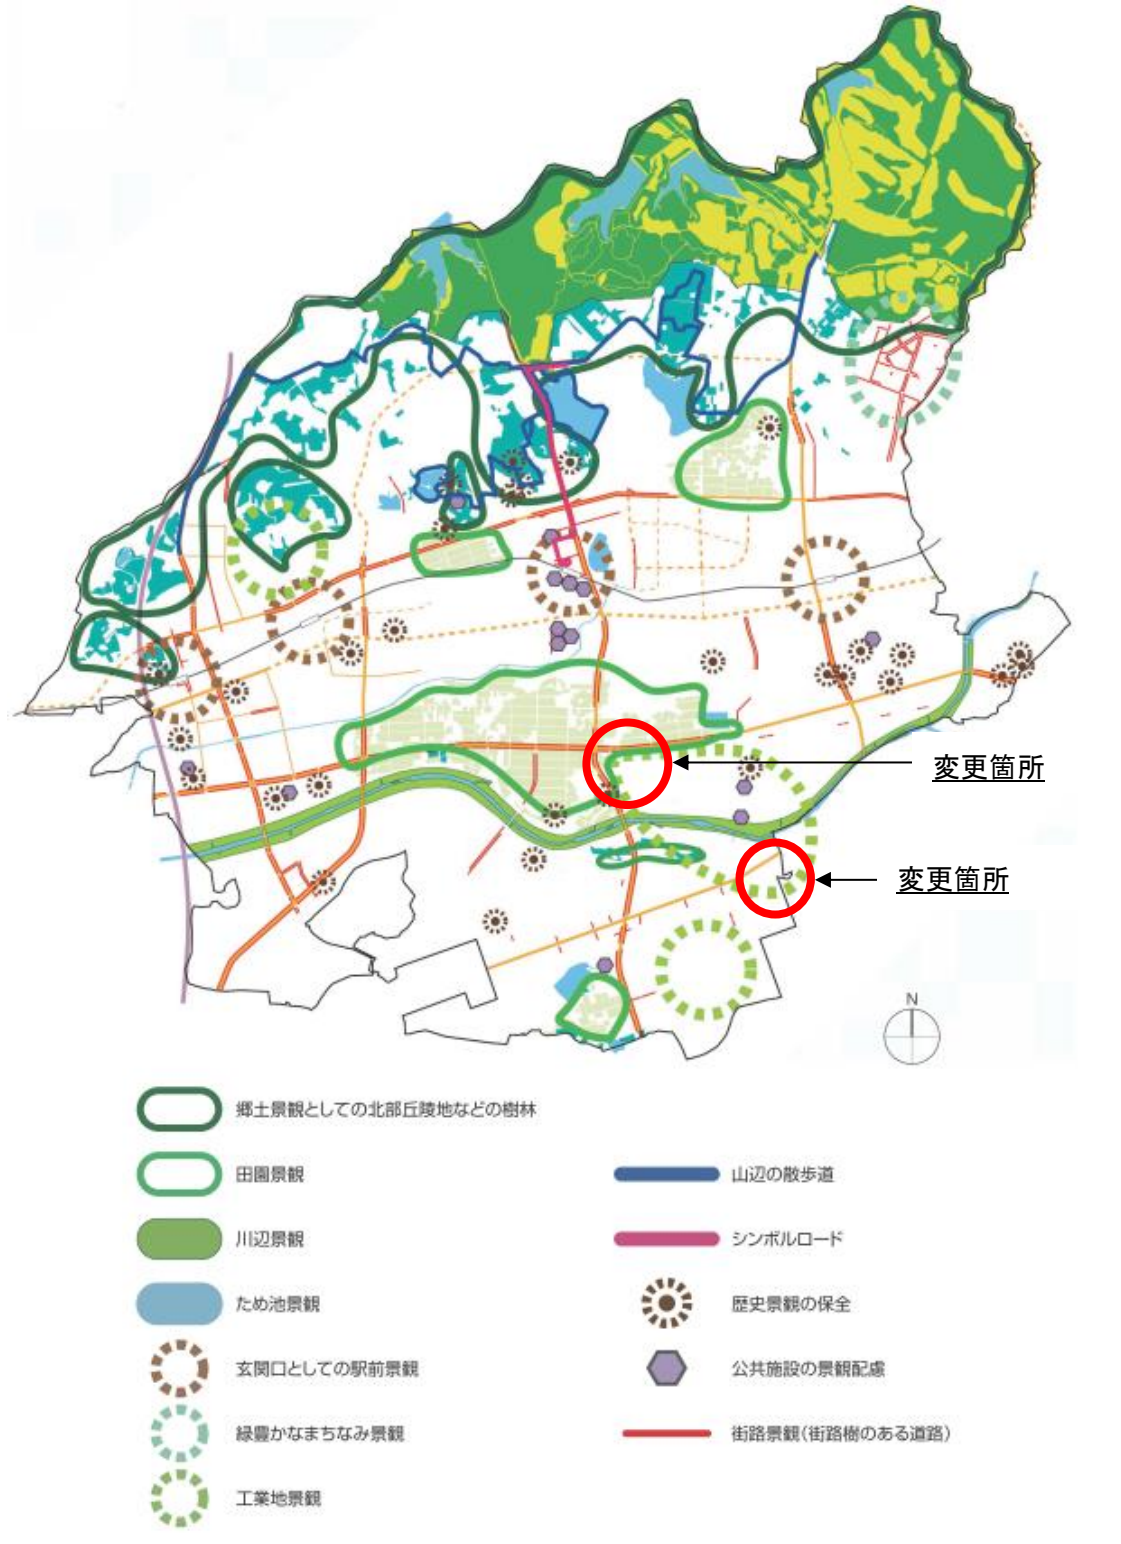 変更箇所
変更箇所
N
郷土景観としての北部丘陵地などの樹林
田園景観
山辺の散歩道
川辺景観
シンボルロード
ため池景観
歴史景観の保全
玄関口としての駅前景観
公共施設の景観配慮
緑豊かなまちなみ景観
街路景観(街路樹のある道路)
工業地景観